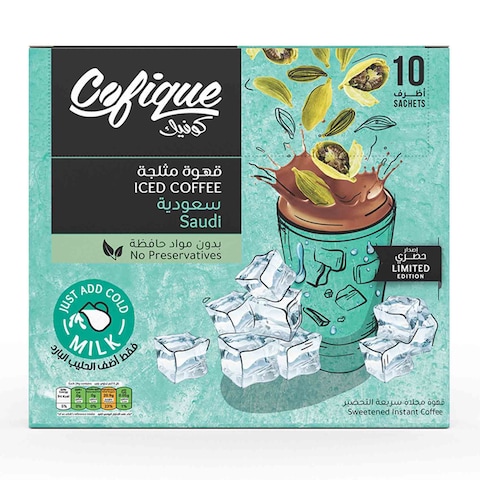 Cofique
كوفيك
قهوة مثلجة
ICED COFFEE
سعودية
Saudi
بدون مواد حافظة
No Preservatives
10
أظرف
SACHETS
إصدار
حصري
LIMITED
EDITION
JUST ADD COLD
MILK
فقط أضف الحليب البارد
قهوة محلاة سريعة التحضير
Sweetened Instant Coffee